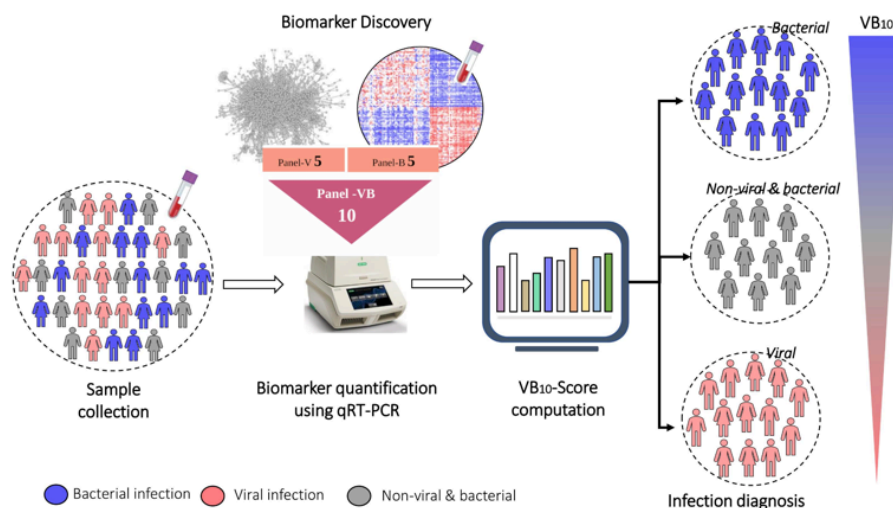 Biomarker Discovery
Panel-V 5
Panel-B 5
Panel -VB
10
Sample
collection
Biomarker quantification
using qRT-PCR
VB10-Score
computation
Bacterial
Non-viral & bacterial
Viral
Infection diagnosis
VB10
Bacterial infection
Viral infection
Non-viral & bacterial